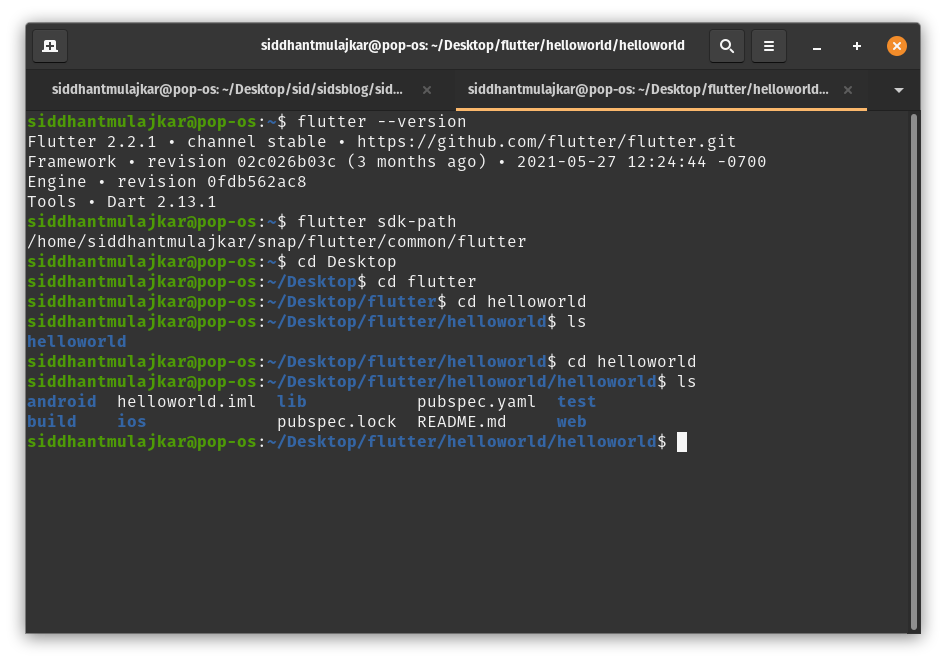 siddhantmulajkar@pop-os: ~/Desktop/flutter/helloworld/helloworld
siddhantmulajkar@pop-os: ~/Desktop/sid/sidsblog/sid...
siddhantmulajkar@pop-os: ~/Desktop/flutter/helloworld...
siddhantmulajkar@pop-os:~$ flutter --version
Flutter 2.2.1 • channel stable • https://github.com/flutter/flutter.git
Framework • revision 02c026b03c (3 months ago) • 2021-05-27 12:24:44 -0700
Engine • revision 0fdb562ac8
Tools • Dart 2.13.1
siddhantmulajkar@pop-os:~$ flutter sdk-path
/home/siddhantmulajkar/snap/flutter/common/flutter
siddhantmulajkar@pop-os:~$ cd Desktop
siddhantmulajkar@pop-os:~/Desktop$ cd flutter
siddhantmulajkar@pop-os:~/Desktop/flutter$ cd helloworld
siddhantmulajkar@pop-os:~/Desktop/flutter/helloworld$ ls
helloworld
siddhantmulajkar@pop-os:~/Desktop/flutter/helloworld$ cd helloworld
siddhantmulajkar@pop-os:~/Desktop/flutter/helloworld/helloworld$ ls
android  helloworld.iml  lib           pubspec.yaml  test
build    ios             pubspec.lock  README.md     web
siddhantmulajkar@pop-os:~/Desktop/flutter/helloworld/helloworld$